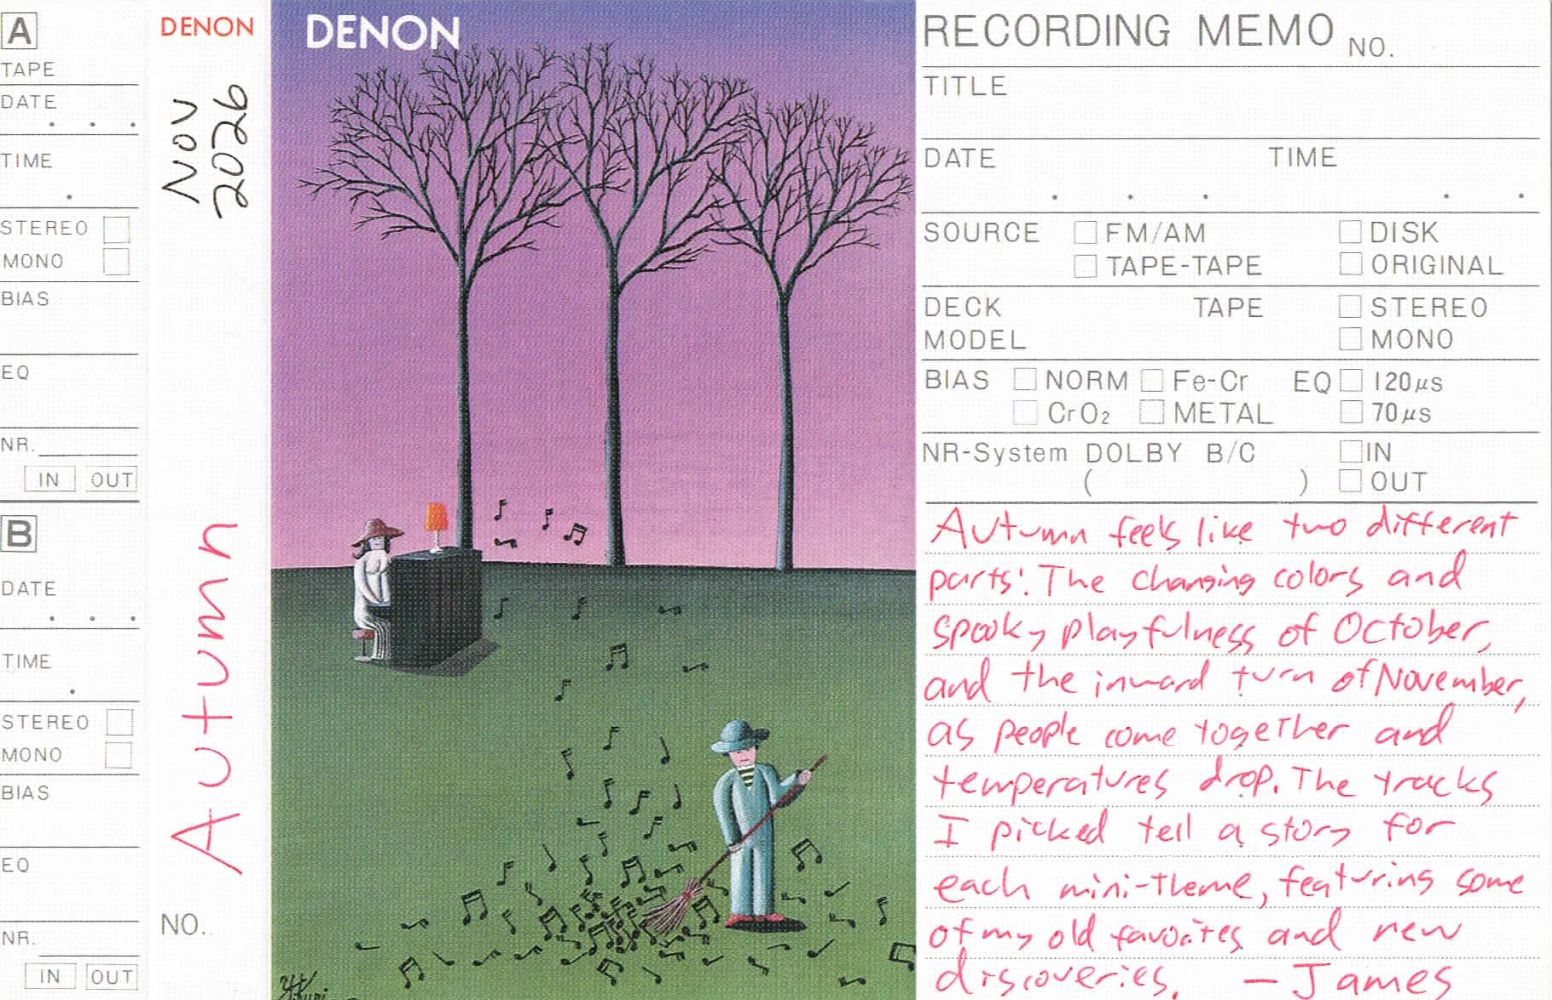 A
TAPE
DATE . . .
TIME
.
STEREO
MONO
BIAS
EQ
NR.
IN OUT
B
DATE
. . .
TIME
.
STEREO
MONO
BIAS
EQ
NR.
IN OUT
DENON
NOV
2026
Autumn
NO.
DENON
RECORDING MEMO NO.
TITLE
DATE TIME
. . . . .
SOURCE FM/AM DISK
TAPE-TAPE ORIGINAL
DECK TAPE STEREO
MODEL MONO
BIAS NORM Fe-Cr EQ 120μs
CrO2 METAL 70μs
NR-System DOLBY B/C IN
( ) OUT
Autumn feels like two different
parts: The changing colors and
spooky playfulness of October,
and the inward turn of November,
as people come together and
temperatures drop. The tracks
I picked tell a story for
each mini-theme, featuring some
of my old favorites and new
discoveries. — James